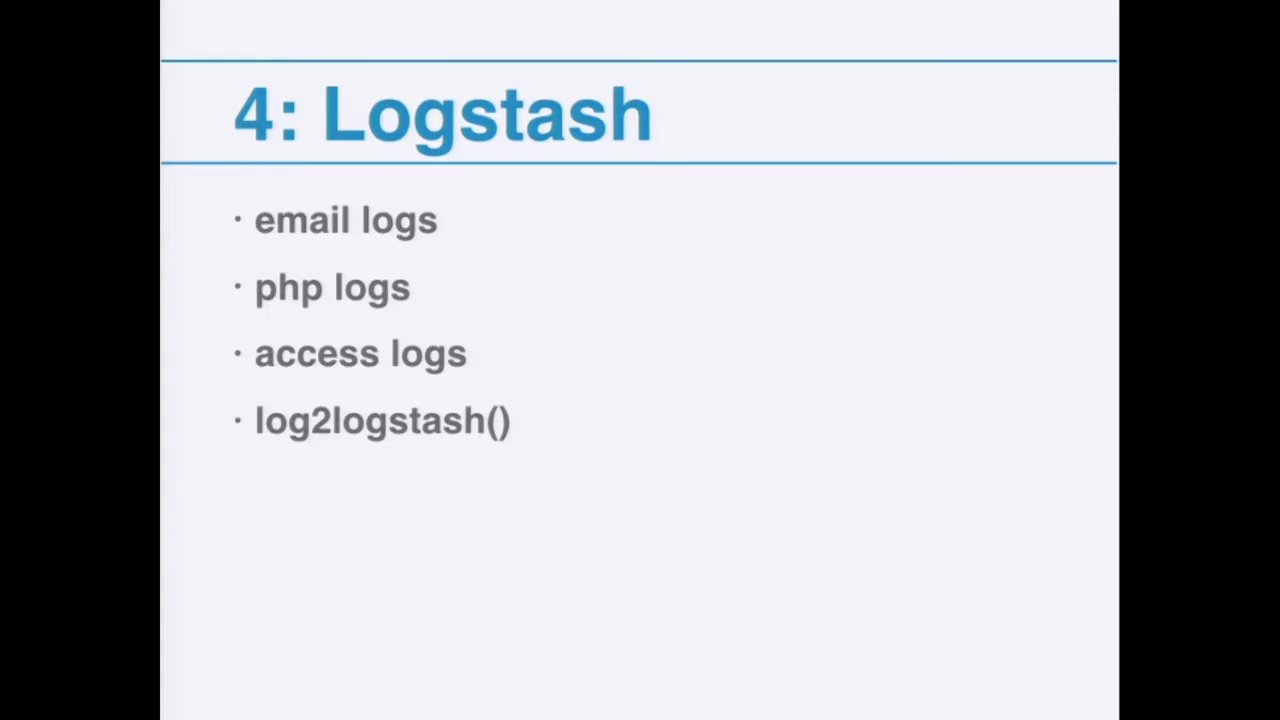 4: Logstash
· email logs
· php logs
· access logs
· log2logstash()